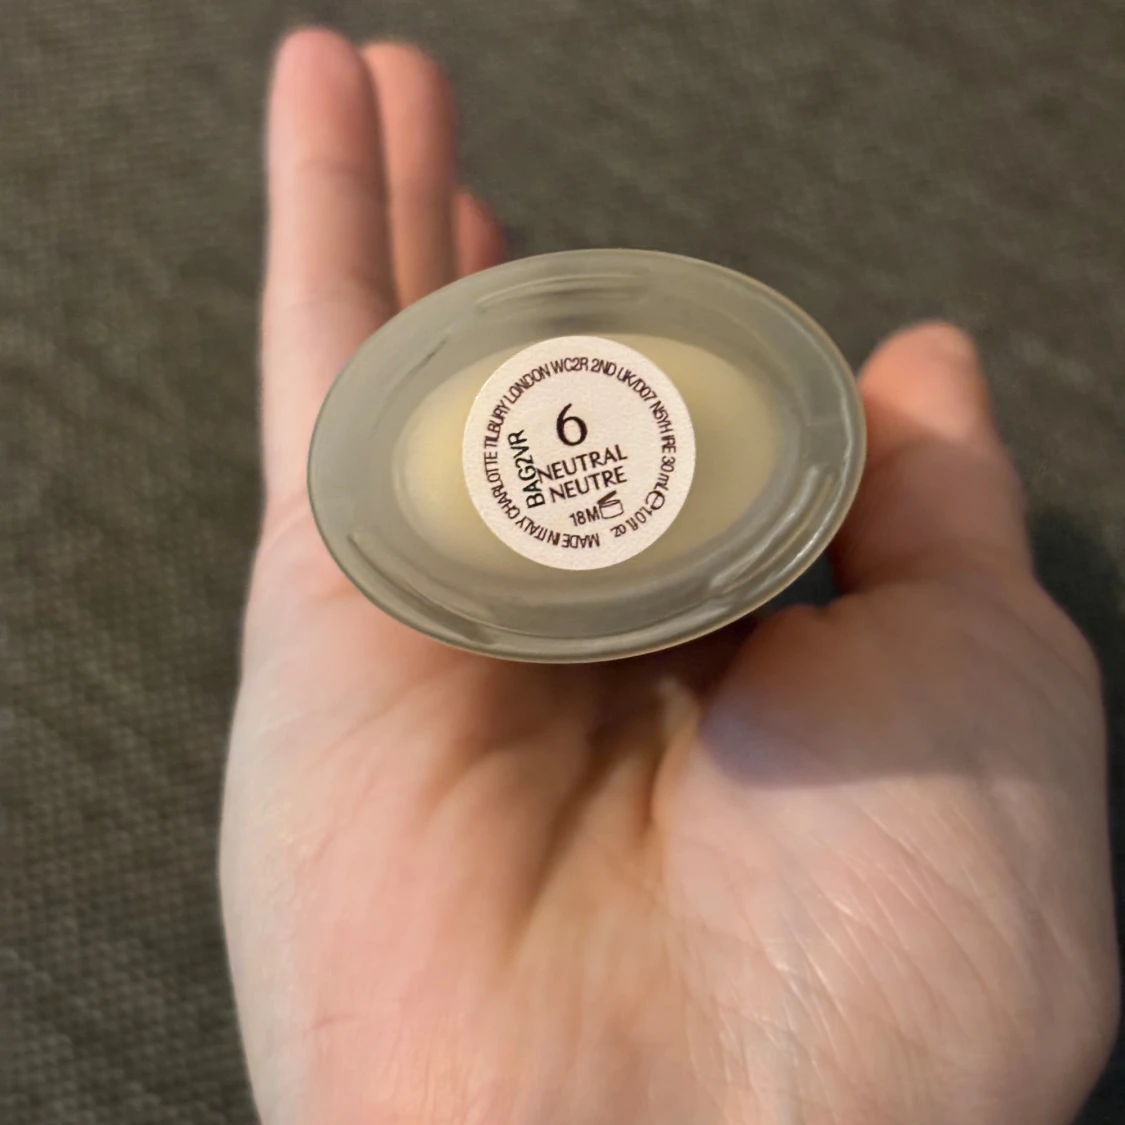 CHARLOTTE TILBURY LONDON WC2R 2ND UK/D07 N5YH IRE 30 mL℮1.0 fl. oz
MADE IN ITALY
6
NEUTRAL
NEUTRE
18M
BAG2VR